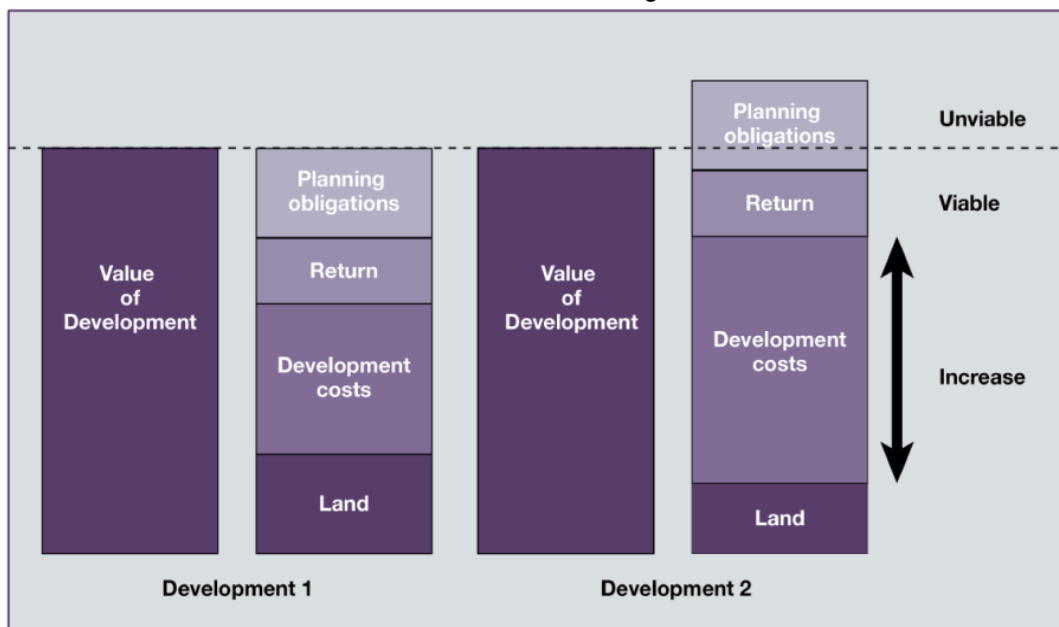 Value
of
Development
Planning
obligations
Return
Development
costs
Land
Development 1
Value
of
Development
Planning
obligations
Return
Development
costs
Land
Development 2
Unviable
Viable
Increase